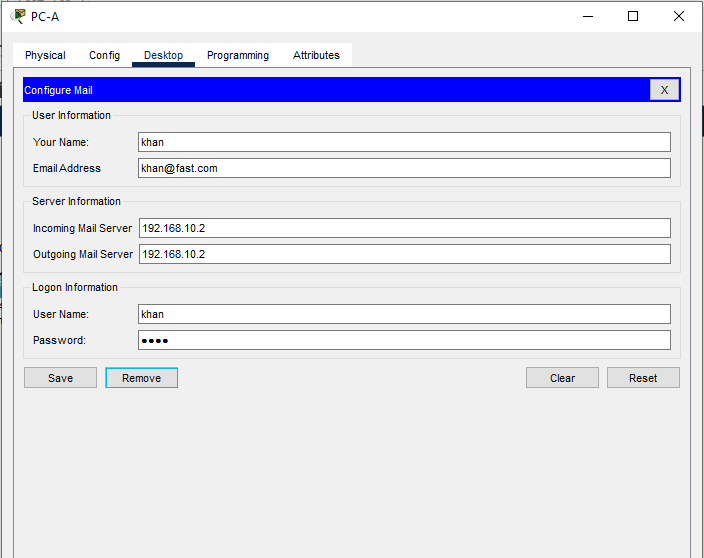 PC-A
Physical Config Desktop Programming Attributes
Configure Mail X
User Information
Your Name: khan
Email Address khan@fast.com
Server Information
Incoming Mail Server 192.168.10.2
Outgoing Mail Server 192.168.10.2
Logon Information
User Name: khan
Password: ●●●●
Save Remove Clear Reset